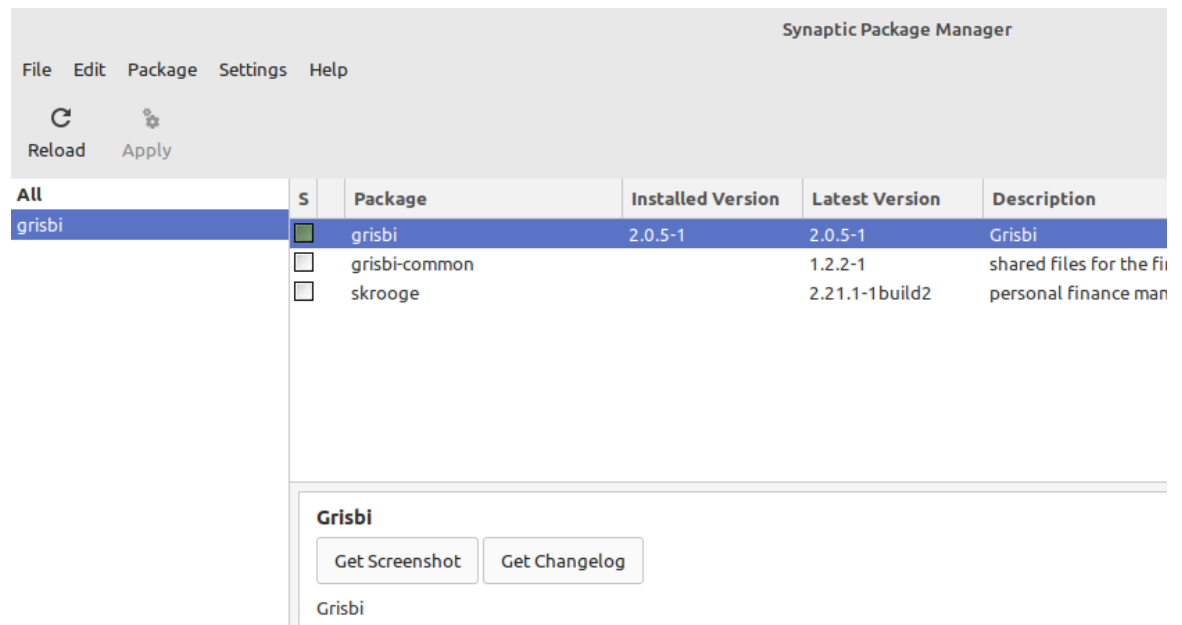 Synaptic Package Manager
File Edit Package Settings Help
Reload Apply
All
grisbi
S Package Installed Version Latest Version Description
grisbi 2.0.5-1 2.0.5-1 Grisbi
grisbi-common 1.2.2-1 shared files for the
skrooge 2.21.1-1build2 personal finance
Grisbi
Get Screenshot Get Changelog
Grisbi